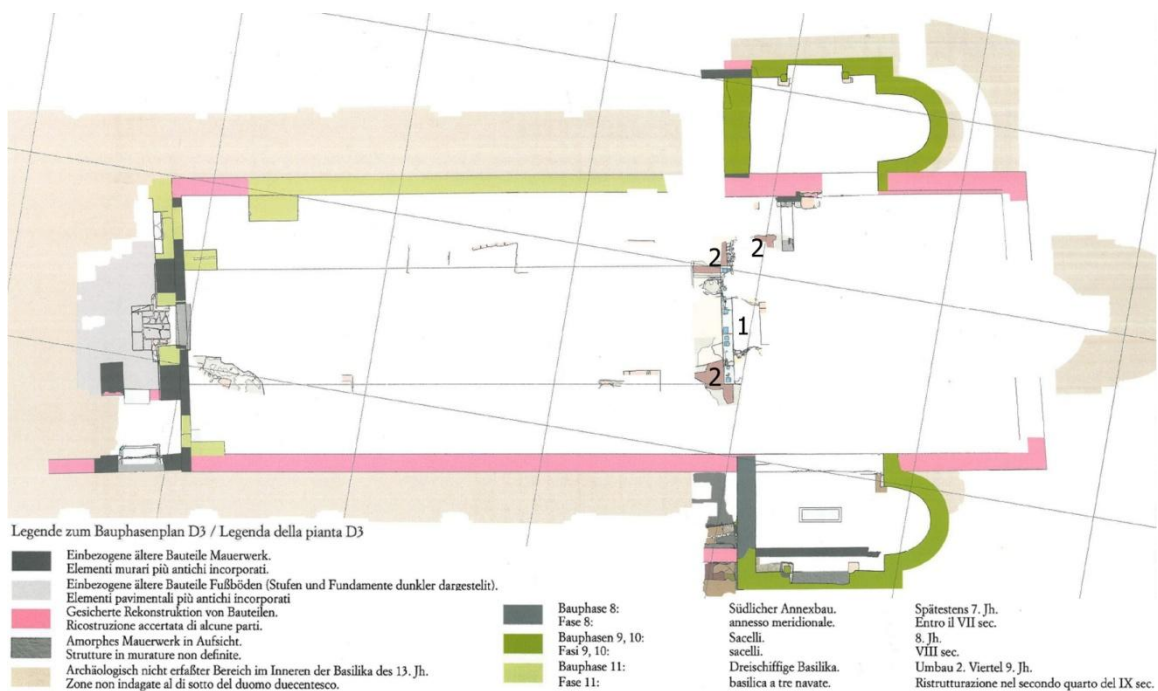 2
2
1
2
Legende zum Bauphasenplan D3 / Legenda della pianta D3
Einbezogene ältere Bauteile Mauerwerk.
Elementi murari più antichi incorporati.
Einbezogene ältere Bauteile Fußböden (Stufen und Fundamente dunkler dargestelit).
Elementi pavimentali più antichi incorporati
Gesicherte Rekonstruktion von Bauteilen.
Ricostruzione accertata di alcune parti.
Amorphes Mauerwerk in Aufsicht.
Strutture in murature non definite.
Archäologisch nicht erfaßter Bereich im Inneren der Basilika des 13. Jh.
Zone non indagate al di sotto del duomo duecentesco.
Bauphase 8: Südlicher Annexbau. Spätestens 7. Jh.
Fase 8: annesso meridionale. Entro il VII sec.
Bauphasen 9, 10: Sacelli. 8. Jh.
Fasi 9, 10: sacelli. VIII sec.
Bauphase 11: Dreischiffige Basilika. Umbau 2. Viertel 9. Jh.
Fase 11: basilica a tre navate. Ristrutturazione nel secondo quarto del IX sec.